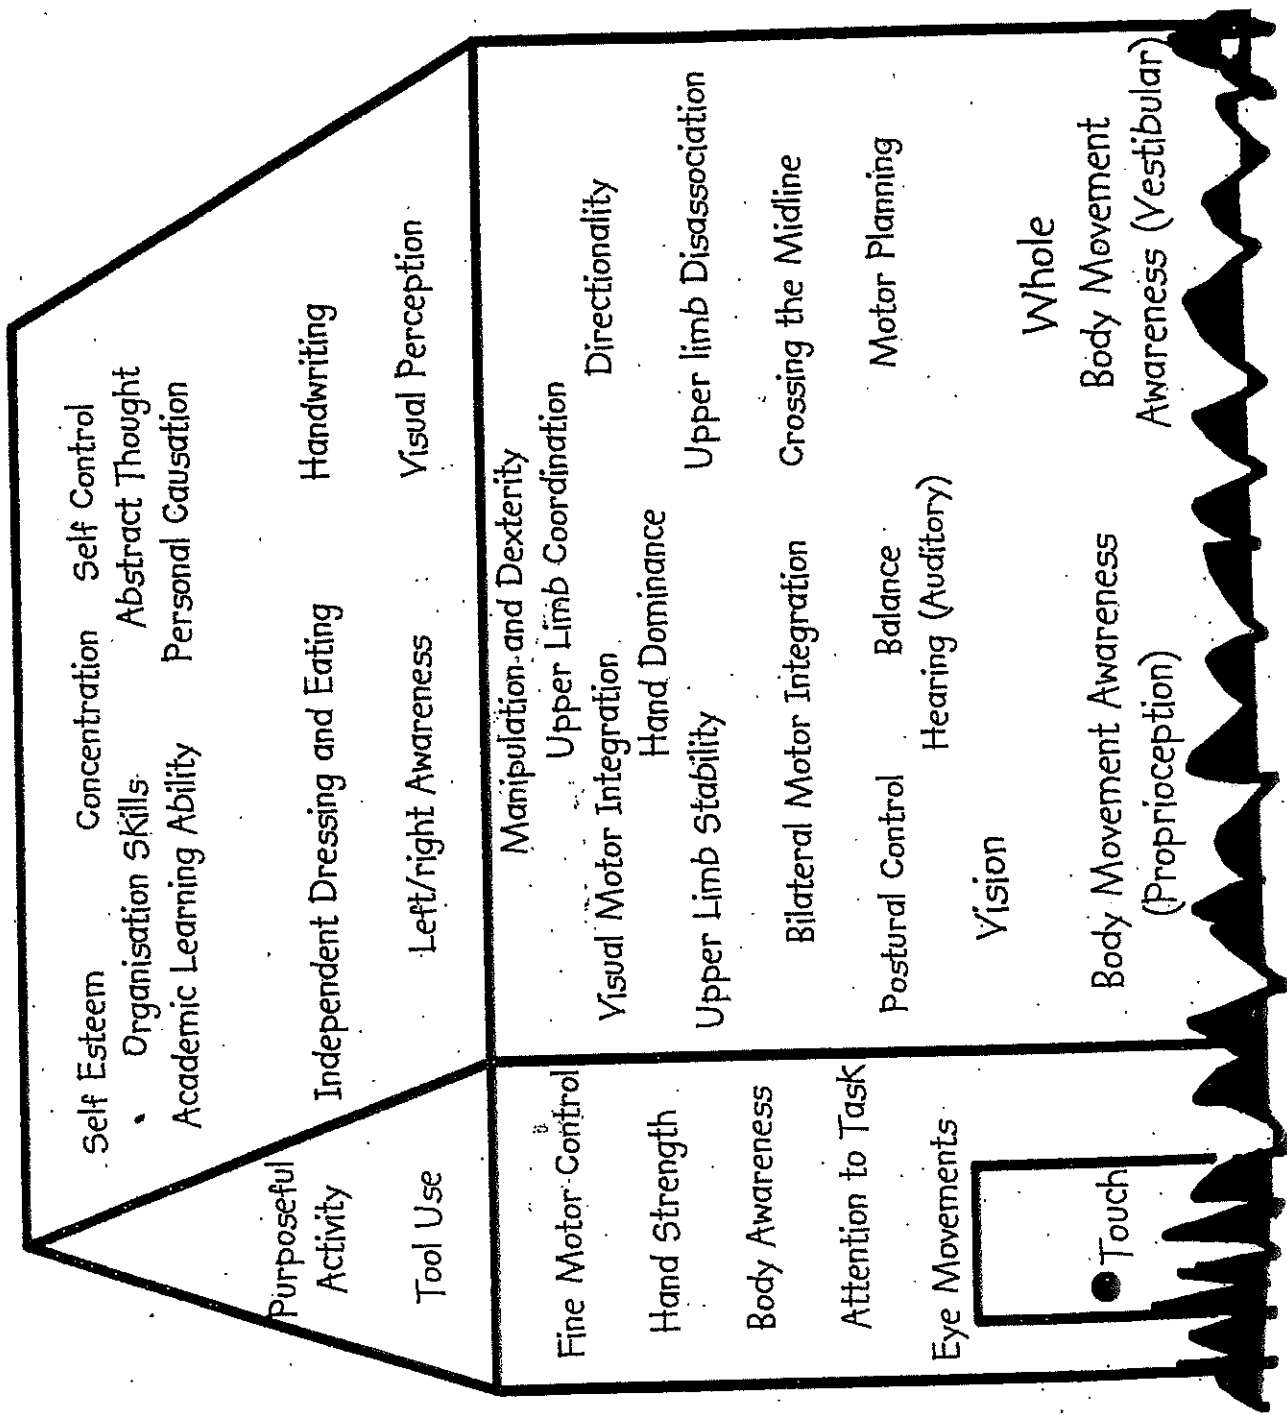 Self Esteem Concentration Self Control
Organisation Skills Abstract Thought
Academic Learning Ability Personal Causation
Purposeful
Activity
Independent Dressing and Eating Handwriting
Tool Use
Left/right Awareness Visual Perception
Manipulation and Dexterity
Upper Limb Coordination
Fine Motor Control
Visual Motor Integration Directionality
Hand Dominance
Hand Strength
Upper Limb Stability Upper limb Disassociation
Body Awareness
Bilateral Motor Integration Crossing the Midline
Attention to Task
Postural Control Balance Motor Planning
Hearing (Auditory)
Eye Movements
Vision
Whole
Body Movement
Awareness (Vestibular)
Body Movement Awareness
(Proprioception)
Touch